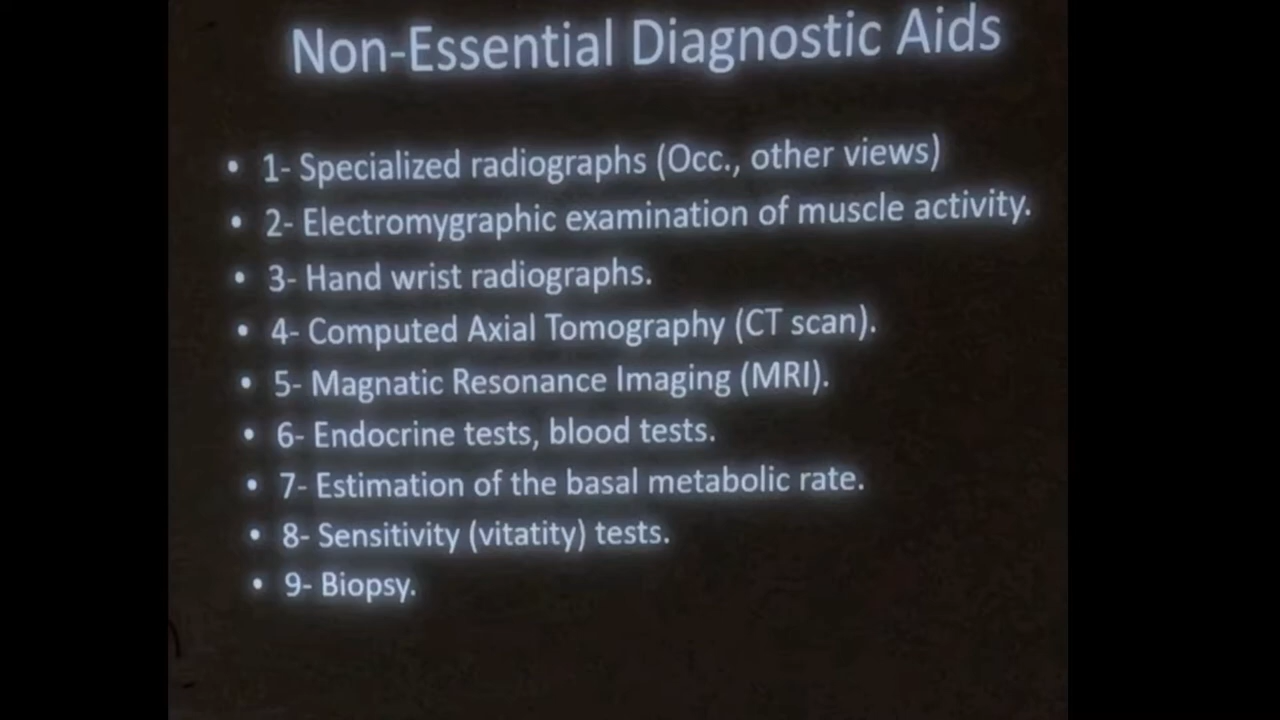 Non-Essential Diagnostic Aids
• 1- Specialized radiographs (Occ., other views)
• 2- Electromygraphic examination of muscle activity.
• 3- Hand wrist radiographs.
• 4- Computed Axial Tomography (CT scan).
• 5- Magnatic Resonance Imaging (MRI).
• 6- Endocrine tests, blood tests.
• 7- Estimation of the basal metabolic rate.
• 8- Sensitivity (vitatity) tests.
• 9- Biopsy.